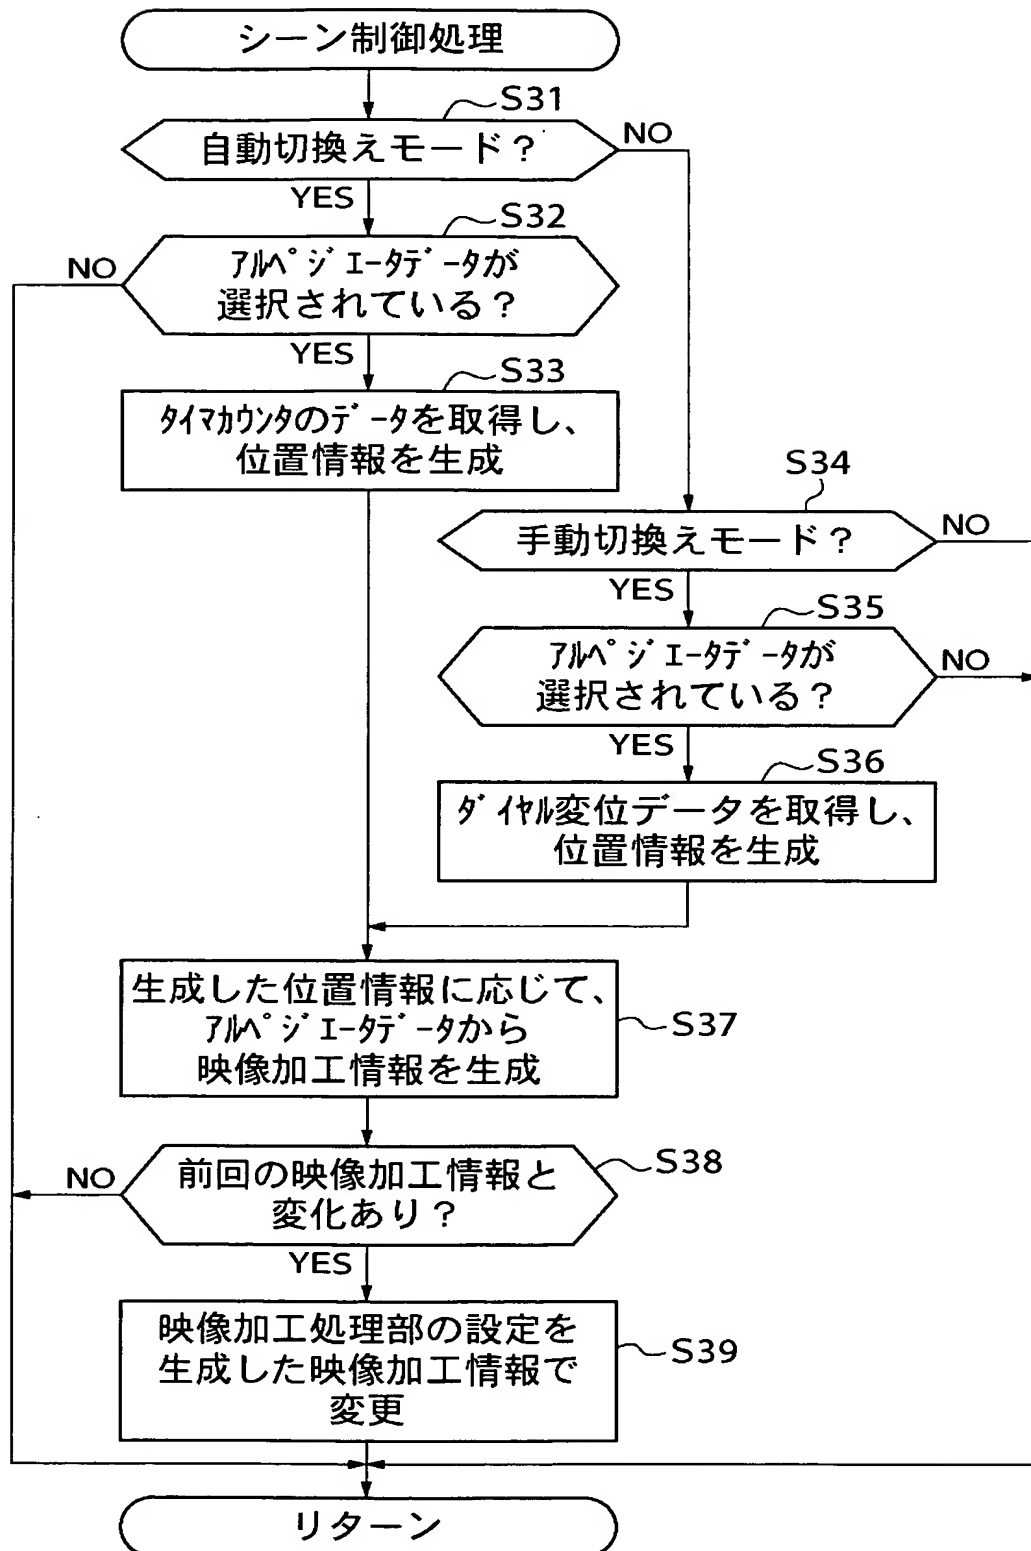 シーン制御処理
S31
自動切換えモード？
NO
YES
S32
NO
ｱﾙﾍﾟｼﾞｴｰﾀﾃﾞｰﾀが
選択されている？
YES
S33
ﾀｲﾏｶｳﾝﾀのﾃﾞｰﾀを取得し、
位置情報を生成
S34
手動切換えモード？
NO
YES
S35
ｱﾙﾍﾟｼﾞｴｰﾀﾃﾞｰﾀが
選択されている？
NO
YES
S36
ﾀﾞｲﾔﾙ変位データを取得し、
位置情報を生成
生成した位置情報に応じて、
ｱﾙﾍﾟｼﾞｴｰﾀﾃﾞｰﾀから
映像加工情報を生成
S37
NO
前回の映像加工情報と
変化あり？
S38
YES
映像加工処理部の設定を
生成した映像加工情報で
変更
S39
リターン